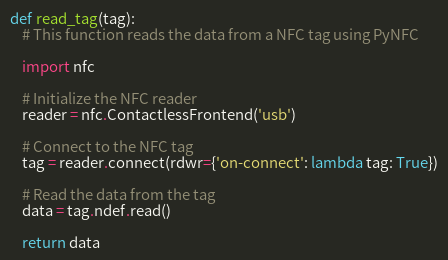 def read_tag(tag):
# This function reads the data from a NFC tag using PyNFC
import nfc
# Initialize the NFC reader
reader = nfc.ContactlessFrontend('usb')
# Connect to the NFC tag
tag = reader.connect(rdwr={'on-connect': lambda tag: True})
# Read the data from the tag
data = tag.ndef.read()
return data